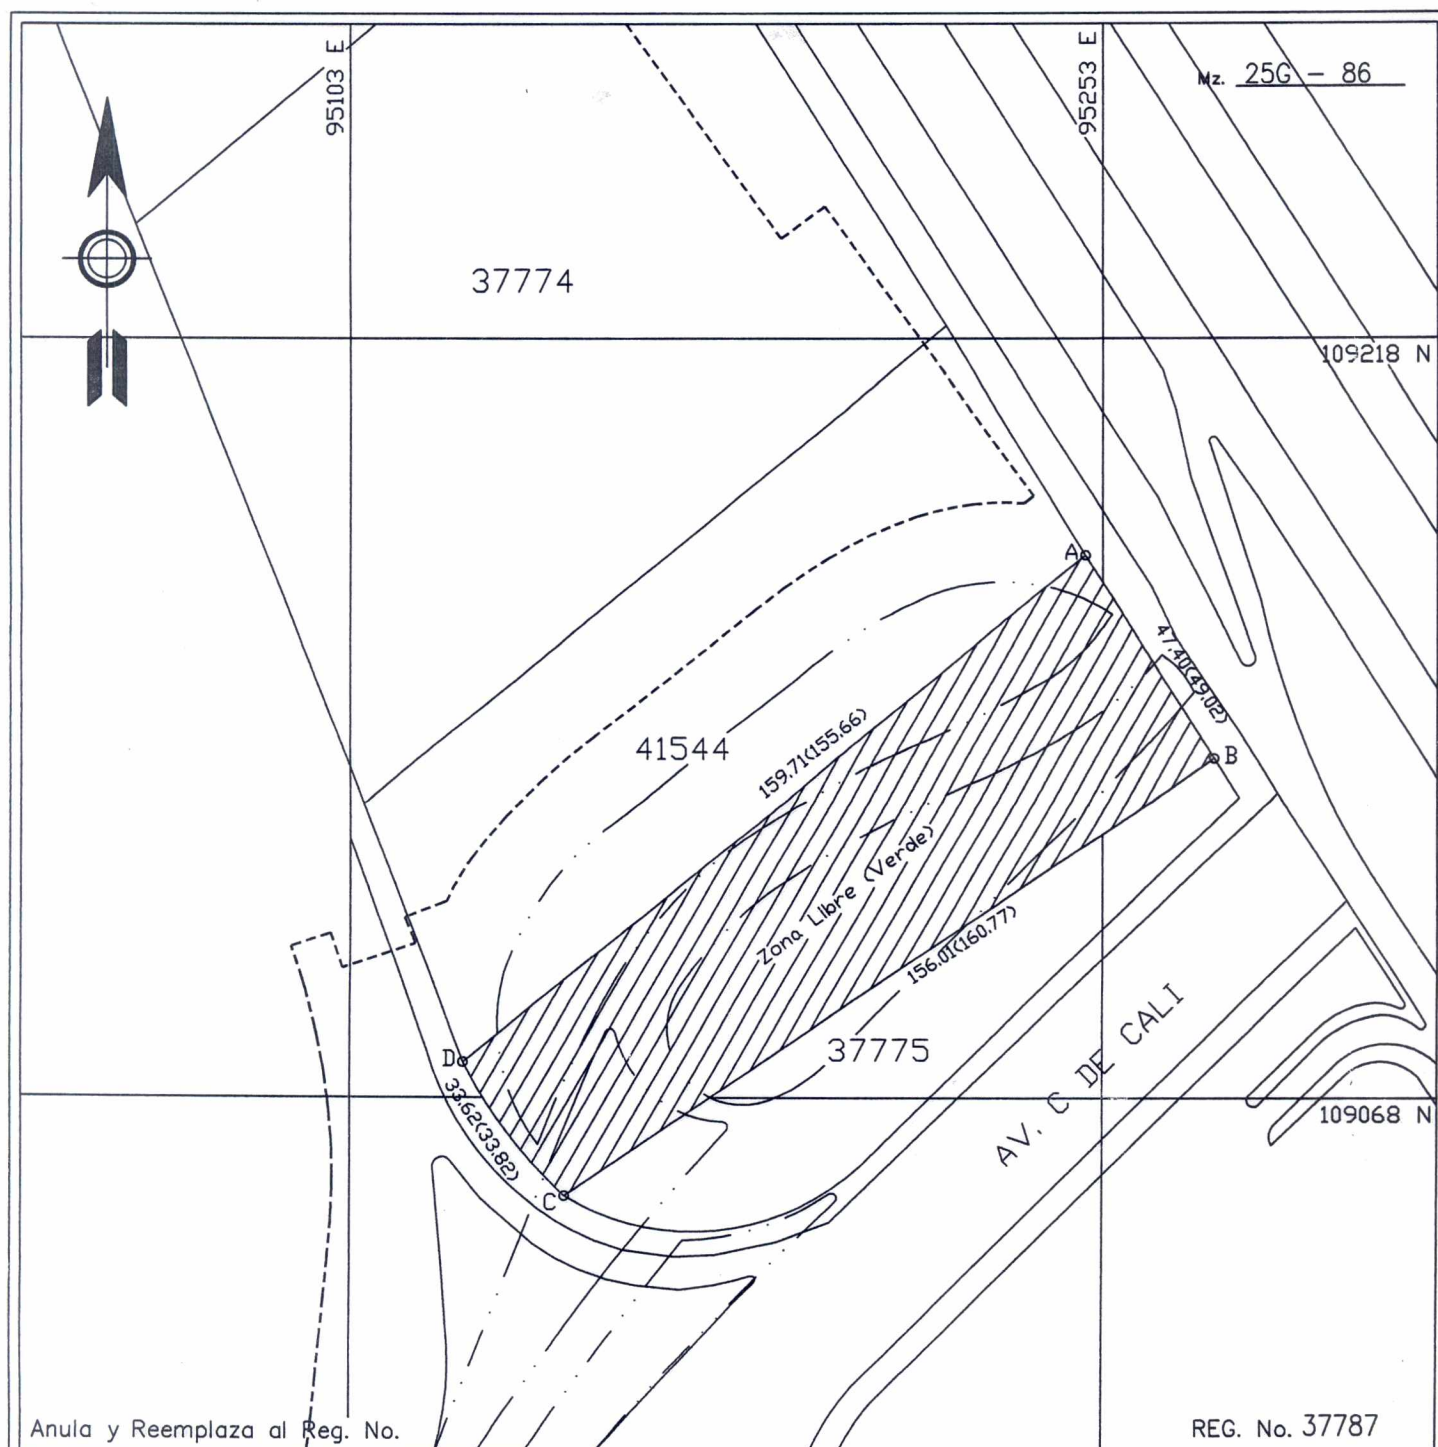 95103 E
95253 E
Mz. 25G - 86
37774
109218 N
A
47.40(49.02)
41544
159.71(155.66)
B
Zona Libre (Verde)
156.01(160.77)
37775
D
33.62(33.82)
AV. C DE CALI
109068 N
C
Anula y Reemplaza al Reg. No.
REG. No. 37787